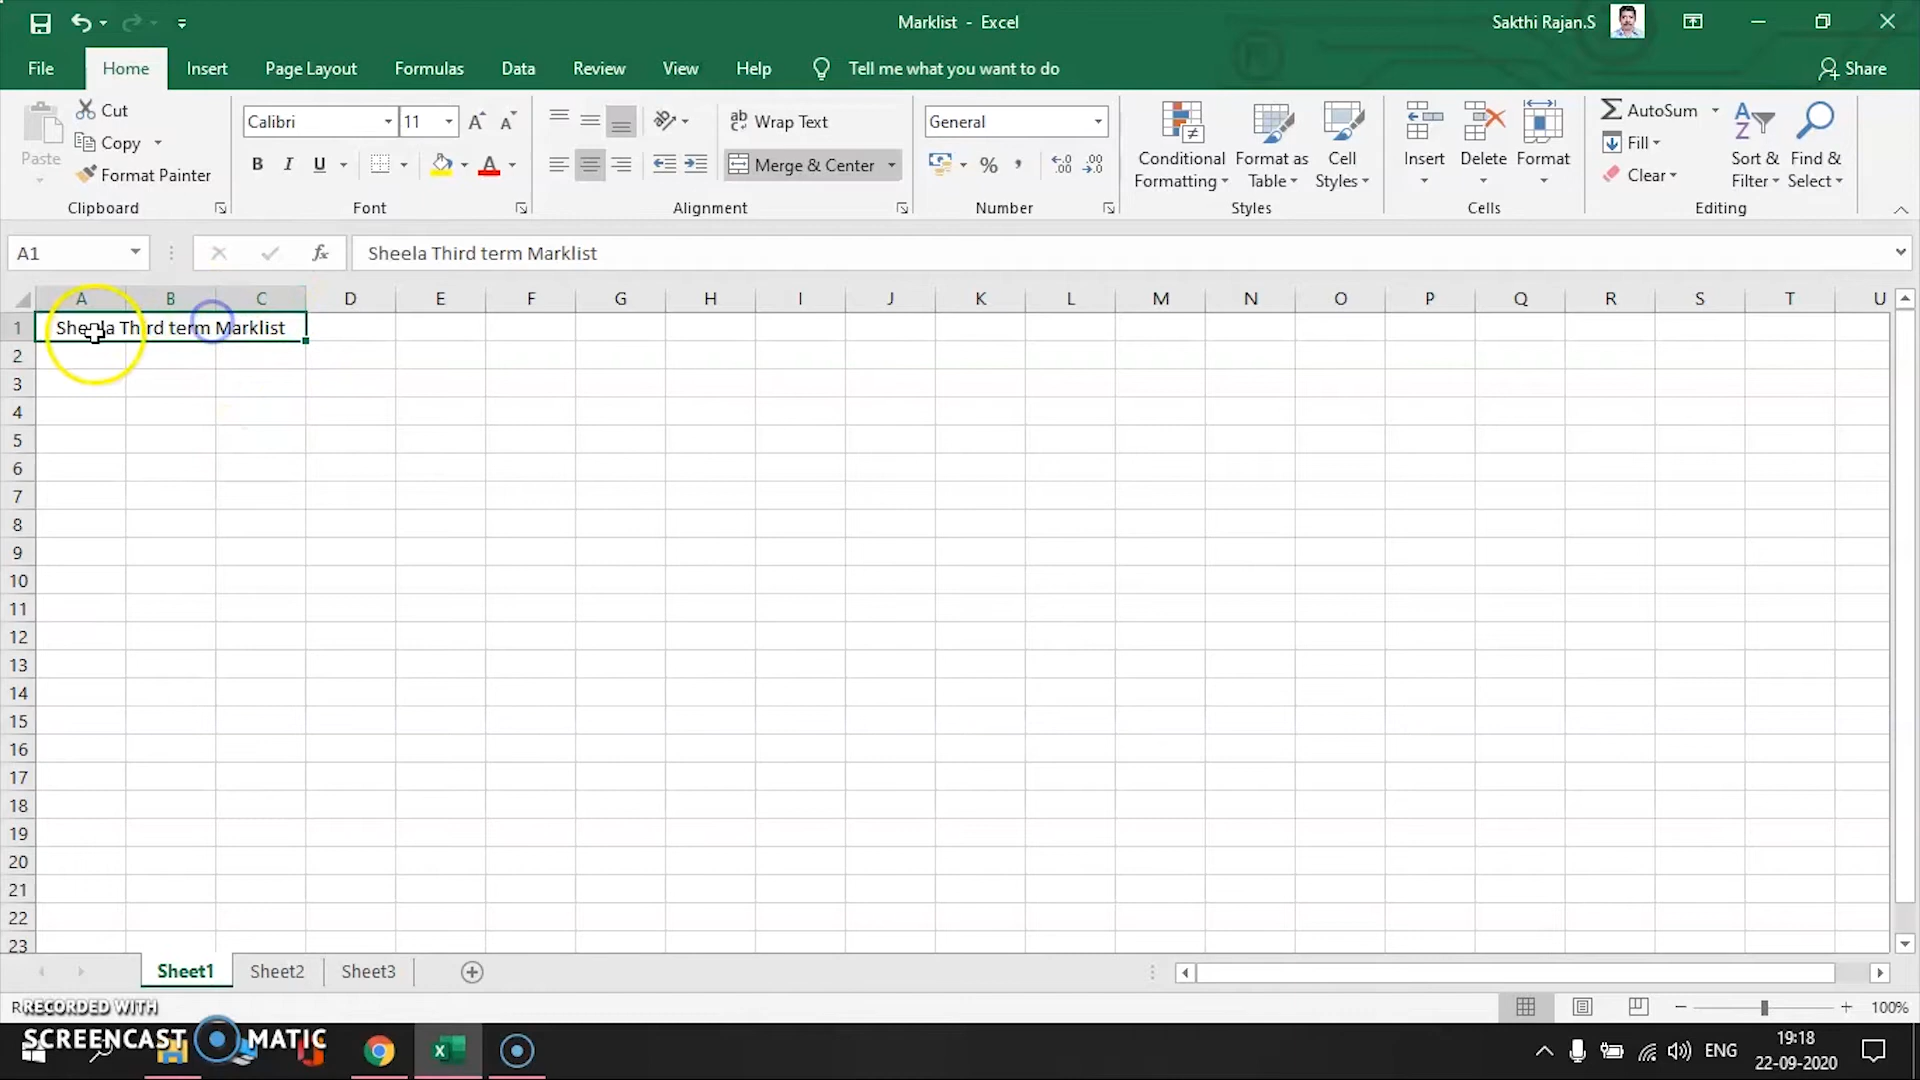 Marklist - Excel
Sakthi Rajan.S
File Home Insert Page Layout Formulas Data Review View Help Tell me what you want to do Share
Paste Cut
Copy
Format Painter
Clipboard
Calibri 11
B I U A
Font
ab Wrap Text
Merge & Center
Alignment
General
% ,
Number
Conditional Formatting
Format as Table
Cell Styles
Styles
Insert Delete Format
Cells
AutoSum
Fill
Clear
Sort & Filter
Find & Select
Editing
A1 fx Sheela Third term Marklist
A B C D E F G H I J K L M N O P Q R S T U
1 Sheela Third term Marklist
2
3
4
5
6
7
8
9
10
11
12
13
14
15
16
17
18
19
20
21
22
23
Sheet1 Sheet2 Sheet3
RECORDED WITH
100%
SCREENCAST MATIC
ENG
19:18
22-09-2020